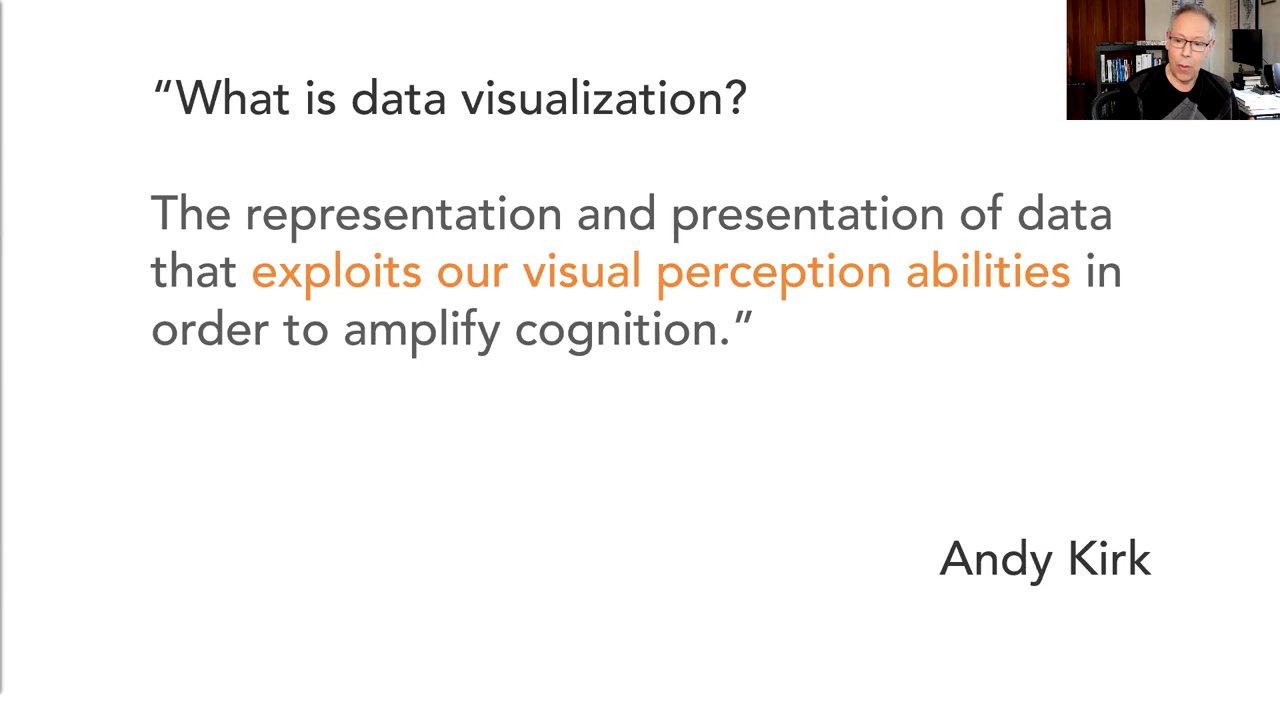 “What is data visualization?
The representation and presentation of data
that exploits our visual perception abilities in
order to amplify cognition.”
Andy Kirk